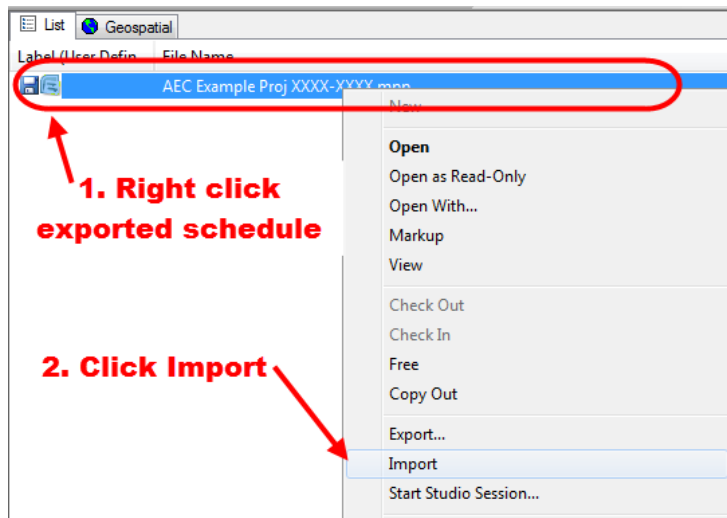 List Geospatial
Label (User Defin File Name
AEC Example Proj XXXX-XXXX.mpp
New
Open
Open as Read-Only
1. Right click
exported schedule
Open With...
Markup
View
Check Out
Check In
Free
2. Click Import
Copy Out
Export...
Import
Start Studio Session...